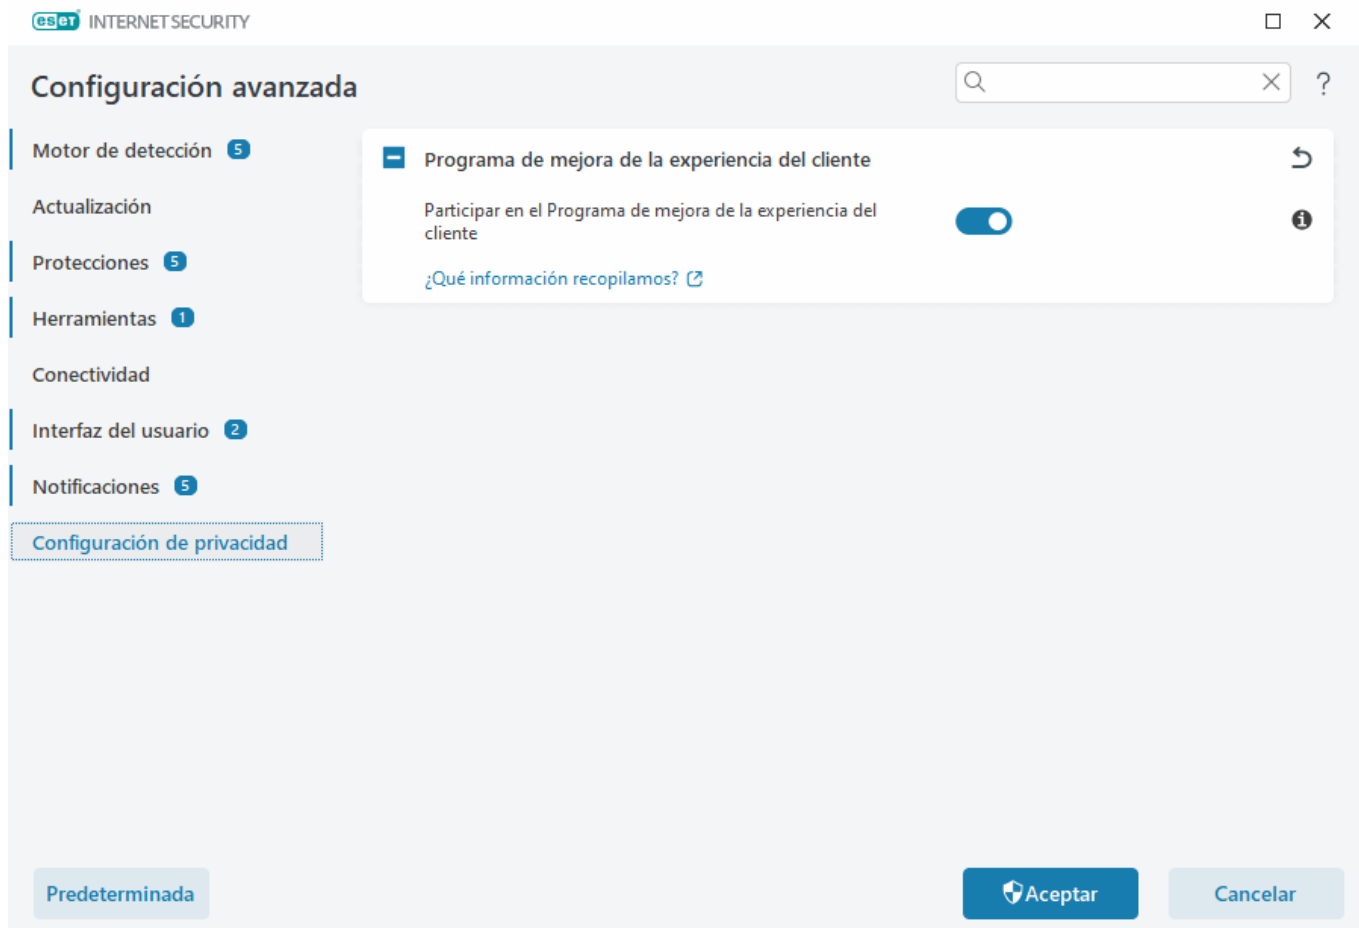 eset INTERNET SECURITY
Configuración avanzada
?
Motor de detección 5
Actualización
Protecciones 5
Herramientas 1
Conectividad
Interfaz del usuario 2
Notificaciones 5
Configuración de privacidad
Programa de mejora de la experiencia del cliente
Participar en el Programa de mejora de la experiencia del
cliente
¿Qué información recopilamos?
Predeterminada
Aceptar
Cancelar